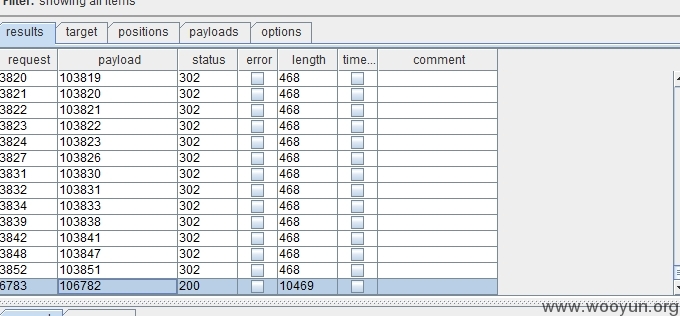 Filter: showing all items
results target positions payloads options
request payload status error length time... comment
3820 103819 302 468
3821 103820 302 468
3822 103821 302 468
3823 103822 302 468
3824 103823 302 468
3827 103826 302 468
3831 103830 302 468
3832 103831 302 468
3834 103833 302 468
3839 103838 302 468
3842 103841 302 468
3848 103847 302 468
3852 103851 302 468
6783 106782 200 10469
www.wooyun.org